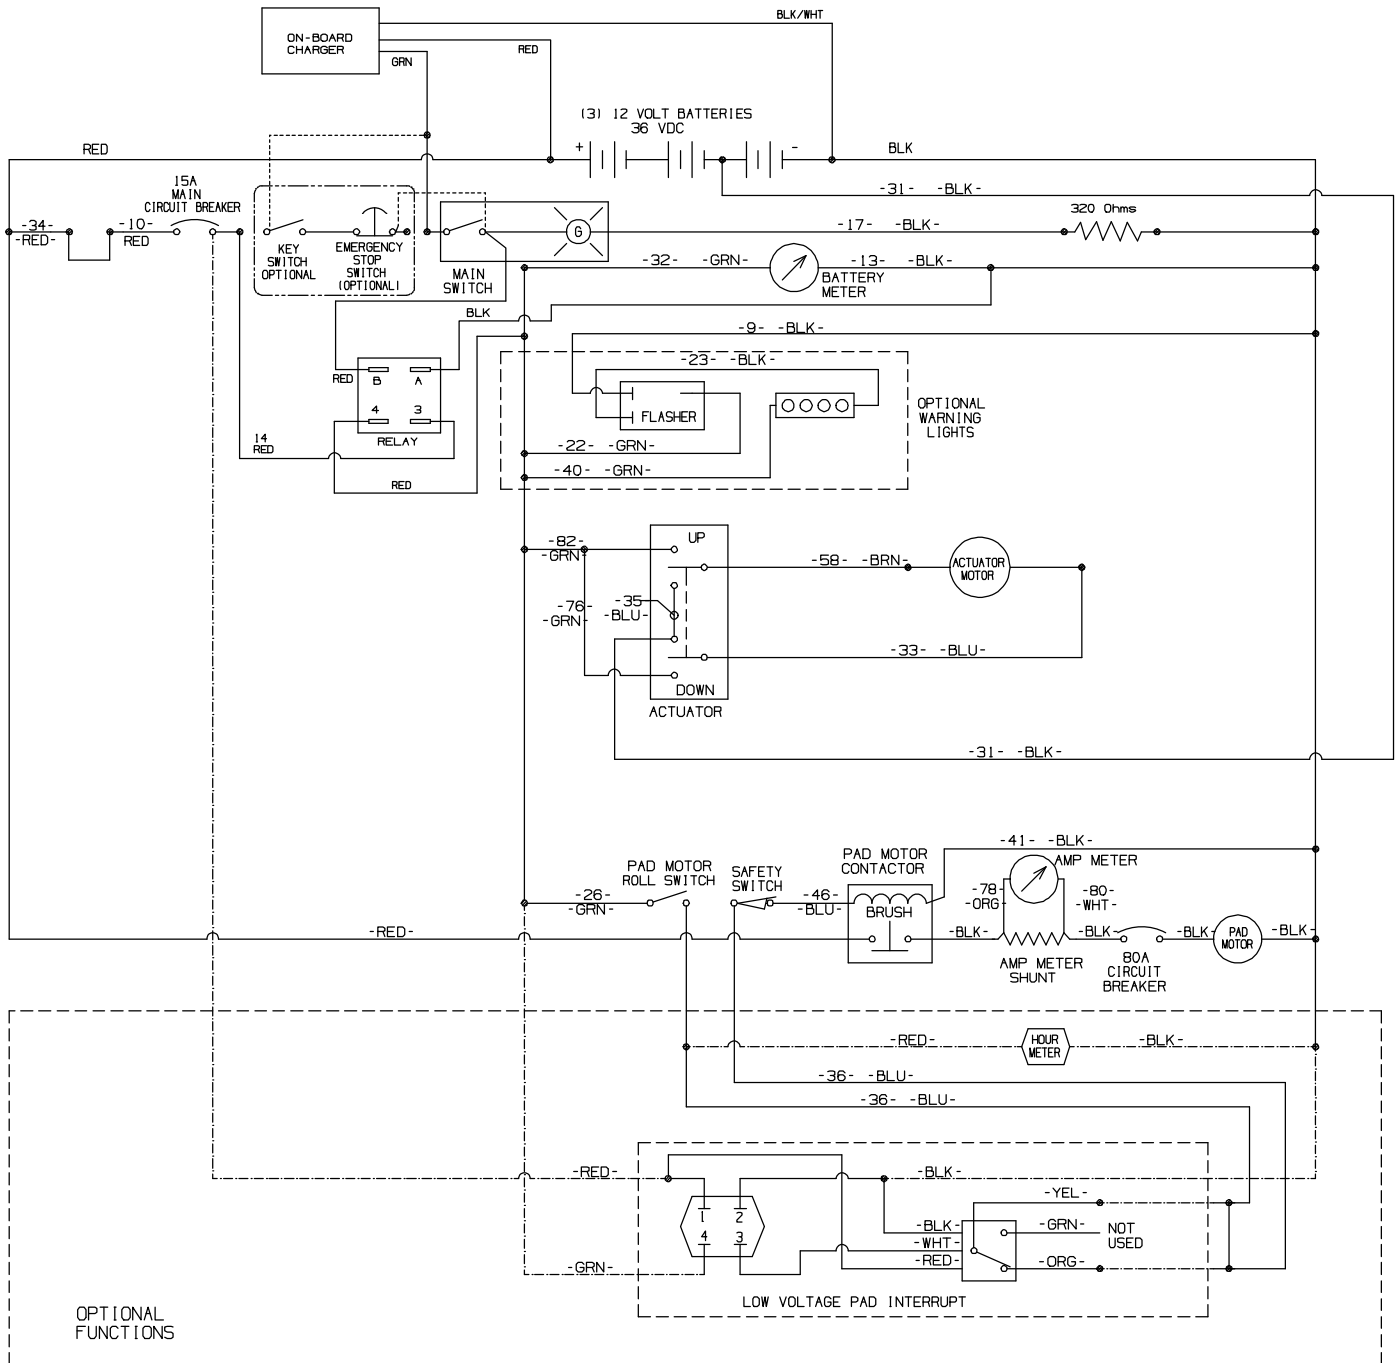 BLK/WHT
ON-BOARD
CHARGER
RED
GRN
(3) 12 VOLT BATTERIES
36 VDC
+
-
RED
BLK
15A
MAIN
CIRCUIT BREAKER
-31- -BLK-
-34-
-RED-
-10-
RED
KEY
SWITCH
OPTIONAL
EMERGENCY
STOP
SWITCH
(OPTIONAL)
G
MAIN
SWITCH
-17- -BLK-
320 Ohms
-32- -GRN-
-13- -BLK-
BATTERY
METER
BLK
-9- -BLK-
-23- -BLK-
RED
B A
4 3
RELAY
FLASHER
OPTIONAL
WARNING
LIGHTS
14
RED
-22- -GRN-
-40- -GRN-
RED
UP
-82-
-GRN-
-58- -BRN-
ACTUATOR
MOTOR
-76-
-GRN-
-35-
-BLU-
-33- -BLU-
DOWN
ACTUATOR
-31- -BLK-
-41- -BLK-
PAD MOTOR
ROLL SWITCH
SAFETY
SWITCH
PAD MOTOR
CONTACTOR
AMP METER
-26-
-GRN-
-46-
-BLU-
BRUSH
-78-
-ORG-
-80-
-WHT-
-RED-
-BLK-
-BLK-
-BLK-
PAD
MOTOR
-BLK-
AMP METER
SHUNT
80A
CIRCUIT
BREAKER
-RED-
HOUR
METER
-BLK-
-36- -BLU-
-36- -BLU-
-RED-
-BLK-
-YEL-
1 2
4 3
-BLK-
-WHT-
-RED-
-GRN-
NOT
USED
-ORG-
-GRN-
LOW VOLTAGE PAD INTERRUPT
OPTIONAL
FUNCTIONS